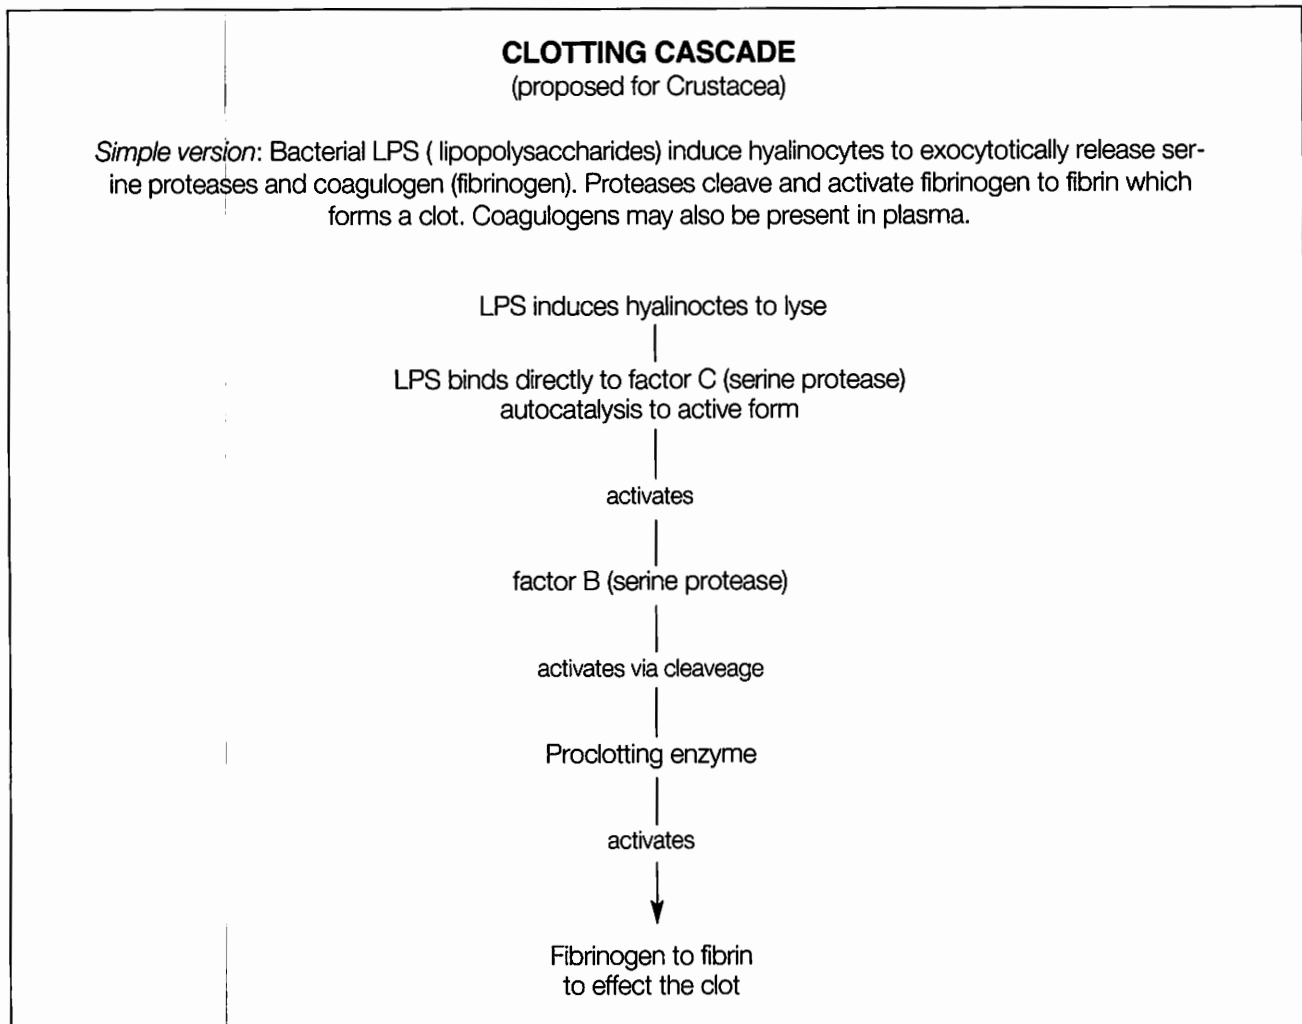 CLOTTING CASCADE
(proposed for Crustacea)
Simple version: Bacterial LPS ( lipopolysaccharides) induce hyalinocytes to exocytotically release ser-
ine proteases and coagulogen (fibrinogen). Proteases cleave and activate fibrinogen to fibrin which
forms a clot. Coagulogens may also be present in plasma.
LPS induces hyalinoctes to lyse
LPS binds directly to factor C (serine protease)
autocatalysis to active form
activates
factor B (serine protease)
activates via cleaveage
Proclotting enzyme
activates
Fibrinogen to fibrin
to effect the clot